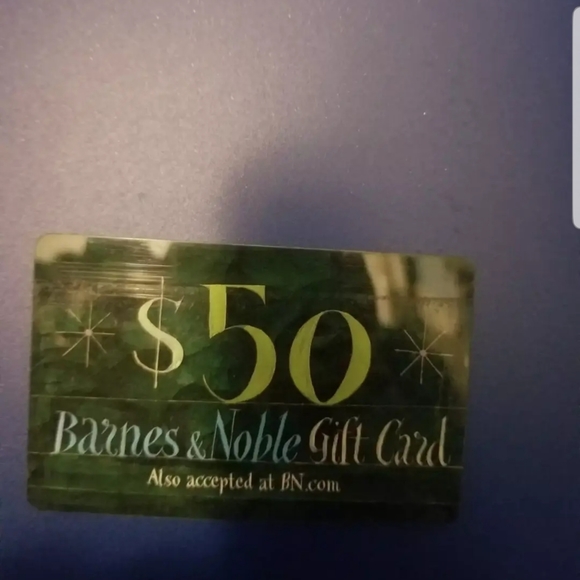 $50
Barnes & Noble Gift Card
Also accepted at BN.com